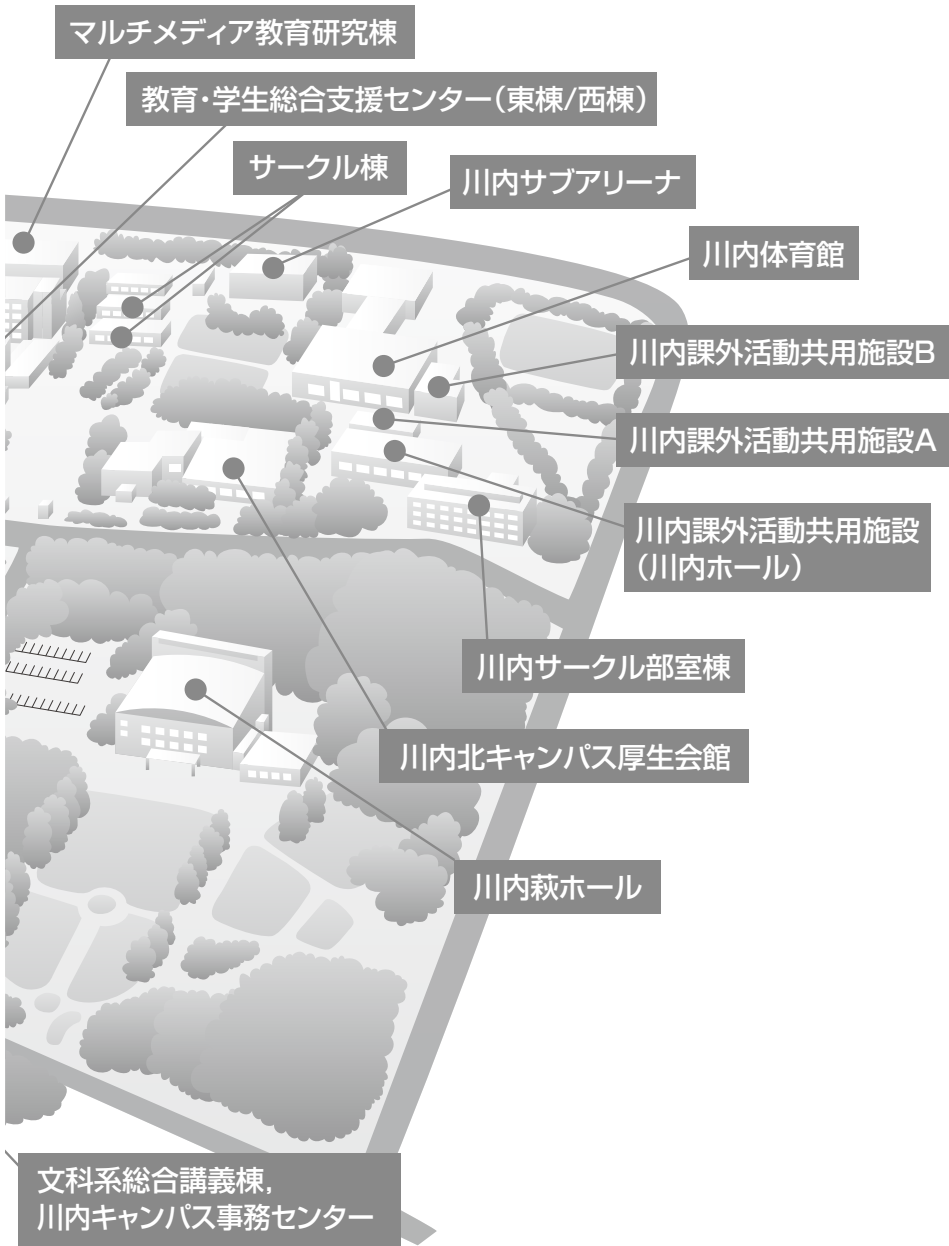 マルチメディア教育研究棟
教育・学生総合支援センター（東棟/西棟）
サークル棟
川内サブアリーナ
川内体育館
川内課外活動共用施設B
川内課外活動共用施設A
川内課外活動共用施設
（川内ホール）
川内サークル部室棟
川内北キャンパス厚生会館
川内萩ホール
文科系総合講義棟，
川内キャンパス事務センター